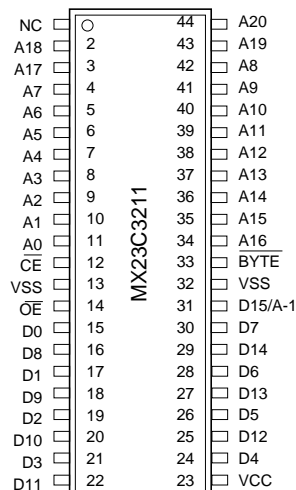 NC 44 A20
A18 2 43 A19
A17 3 42 A8
A7 4 41 A9
A6 5 40 A10
A5 6 39 A11
A4 7 38 A12
A3 8 37 A13
A2 9 36 A14
A1 10 35 A15
A0 11 34 A16
CE 12 33 BYTE
VSS 13 32 VSS
OE 14 31 D15/A-1
D0 15 30 D7
D8 16 29 D14
D1 17 28 D6
D9 18 27 D13
D2 19 26 D5
D10 20 25 D12
D3 21 24 D4
D11 22 23 VCC
MX23C3211